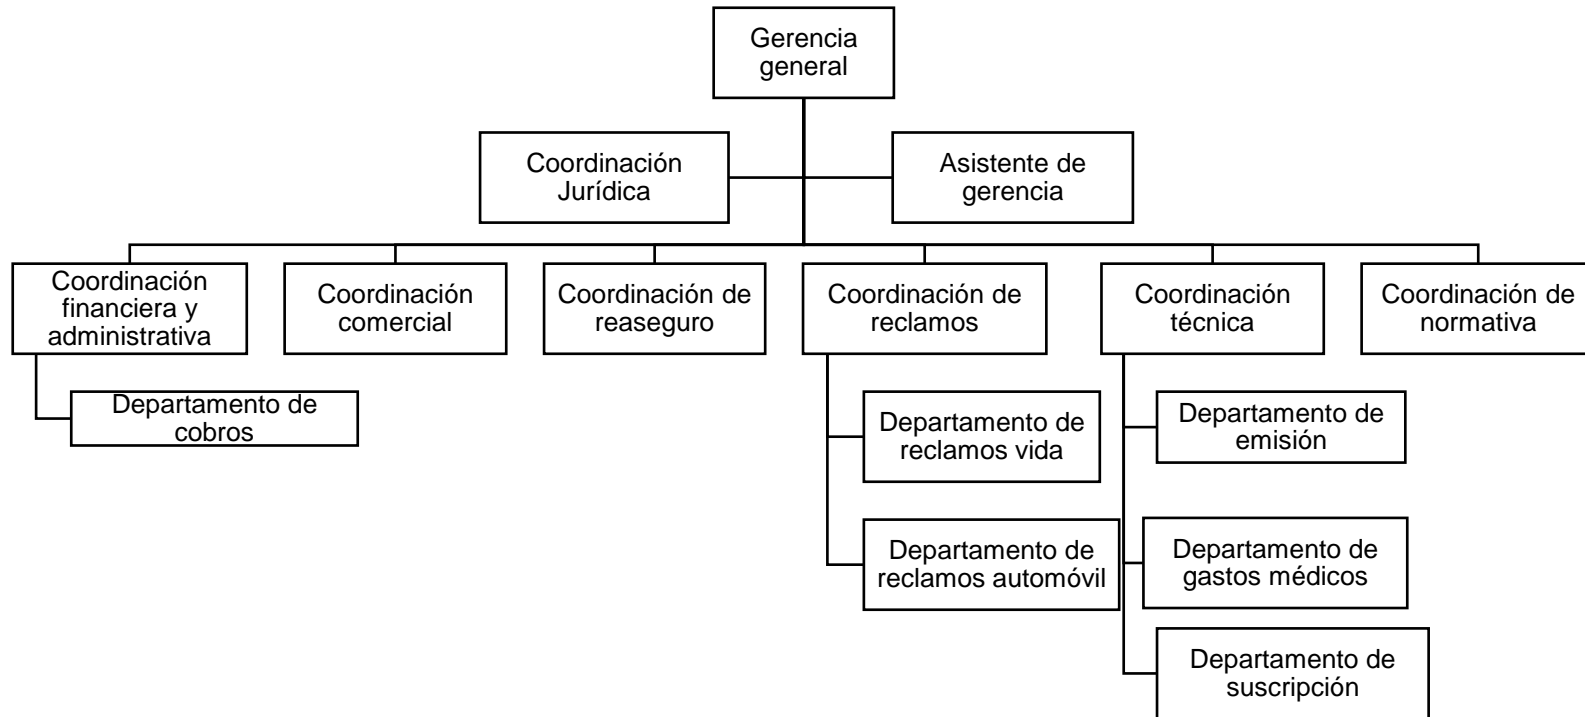 Gerencia
general
Coordinación
Jurídica
Asistente de
gerencia
Coordinación
financiera y
administrativa
Coordinación
comercial
Coordinación de
reaseguro
Coordinación de
reclamos
Coordinación
técnica
Coordinación de
normativa
Departamento de
cobros
Departamento de
reclamos vida
Departamento de
emisión
Departamento de
reclamos automóvil
Departamento de
gastos médicos
Departamento de
suscripción